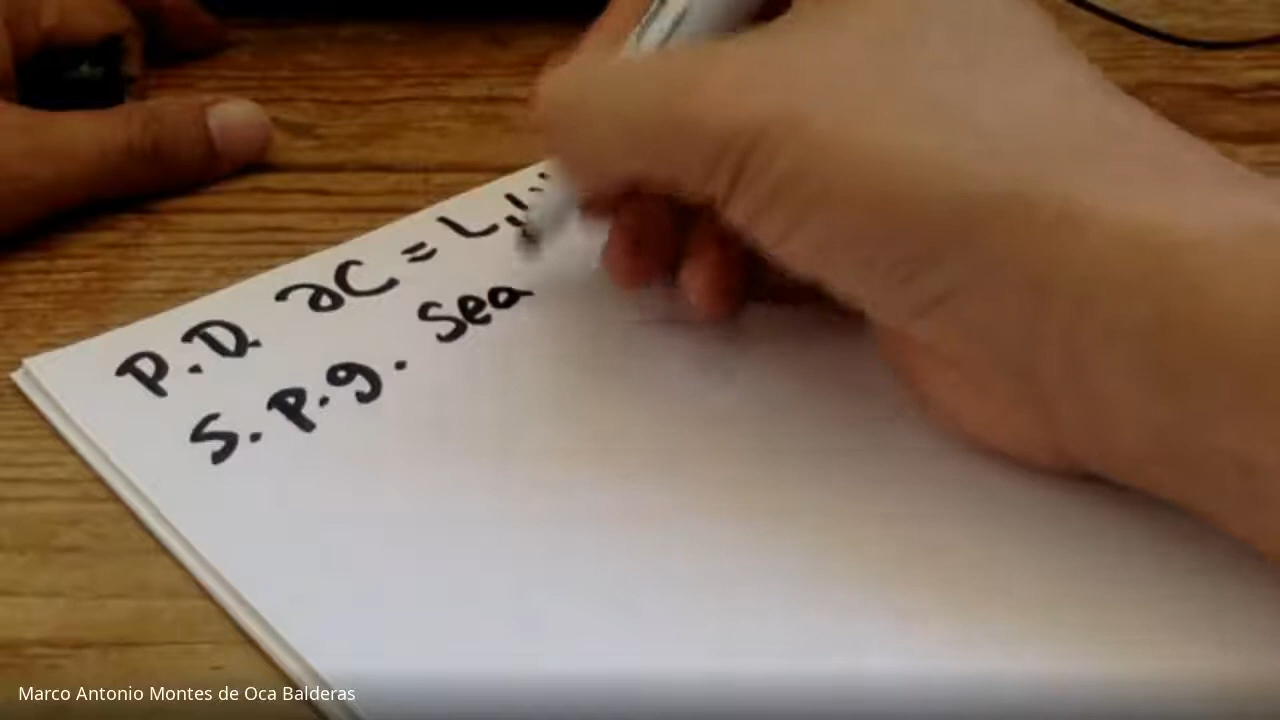 P.D. ∂C =
S. p. g. Sea
Marco Antonio Montes de Oca Balderas